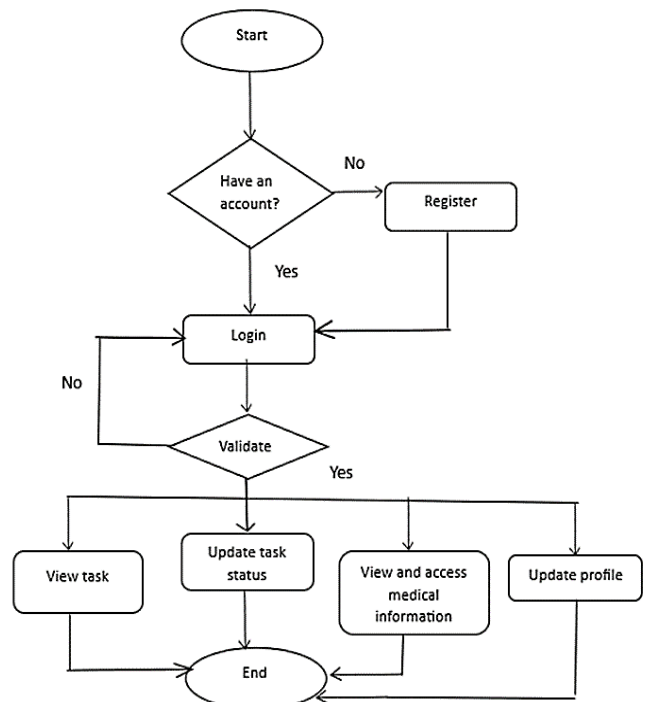 Start
Have an
account?
No
Register
Yes
Login
No
Validate
Yes
View task
Update task
status
View and access
medical
information
Update profile
End